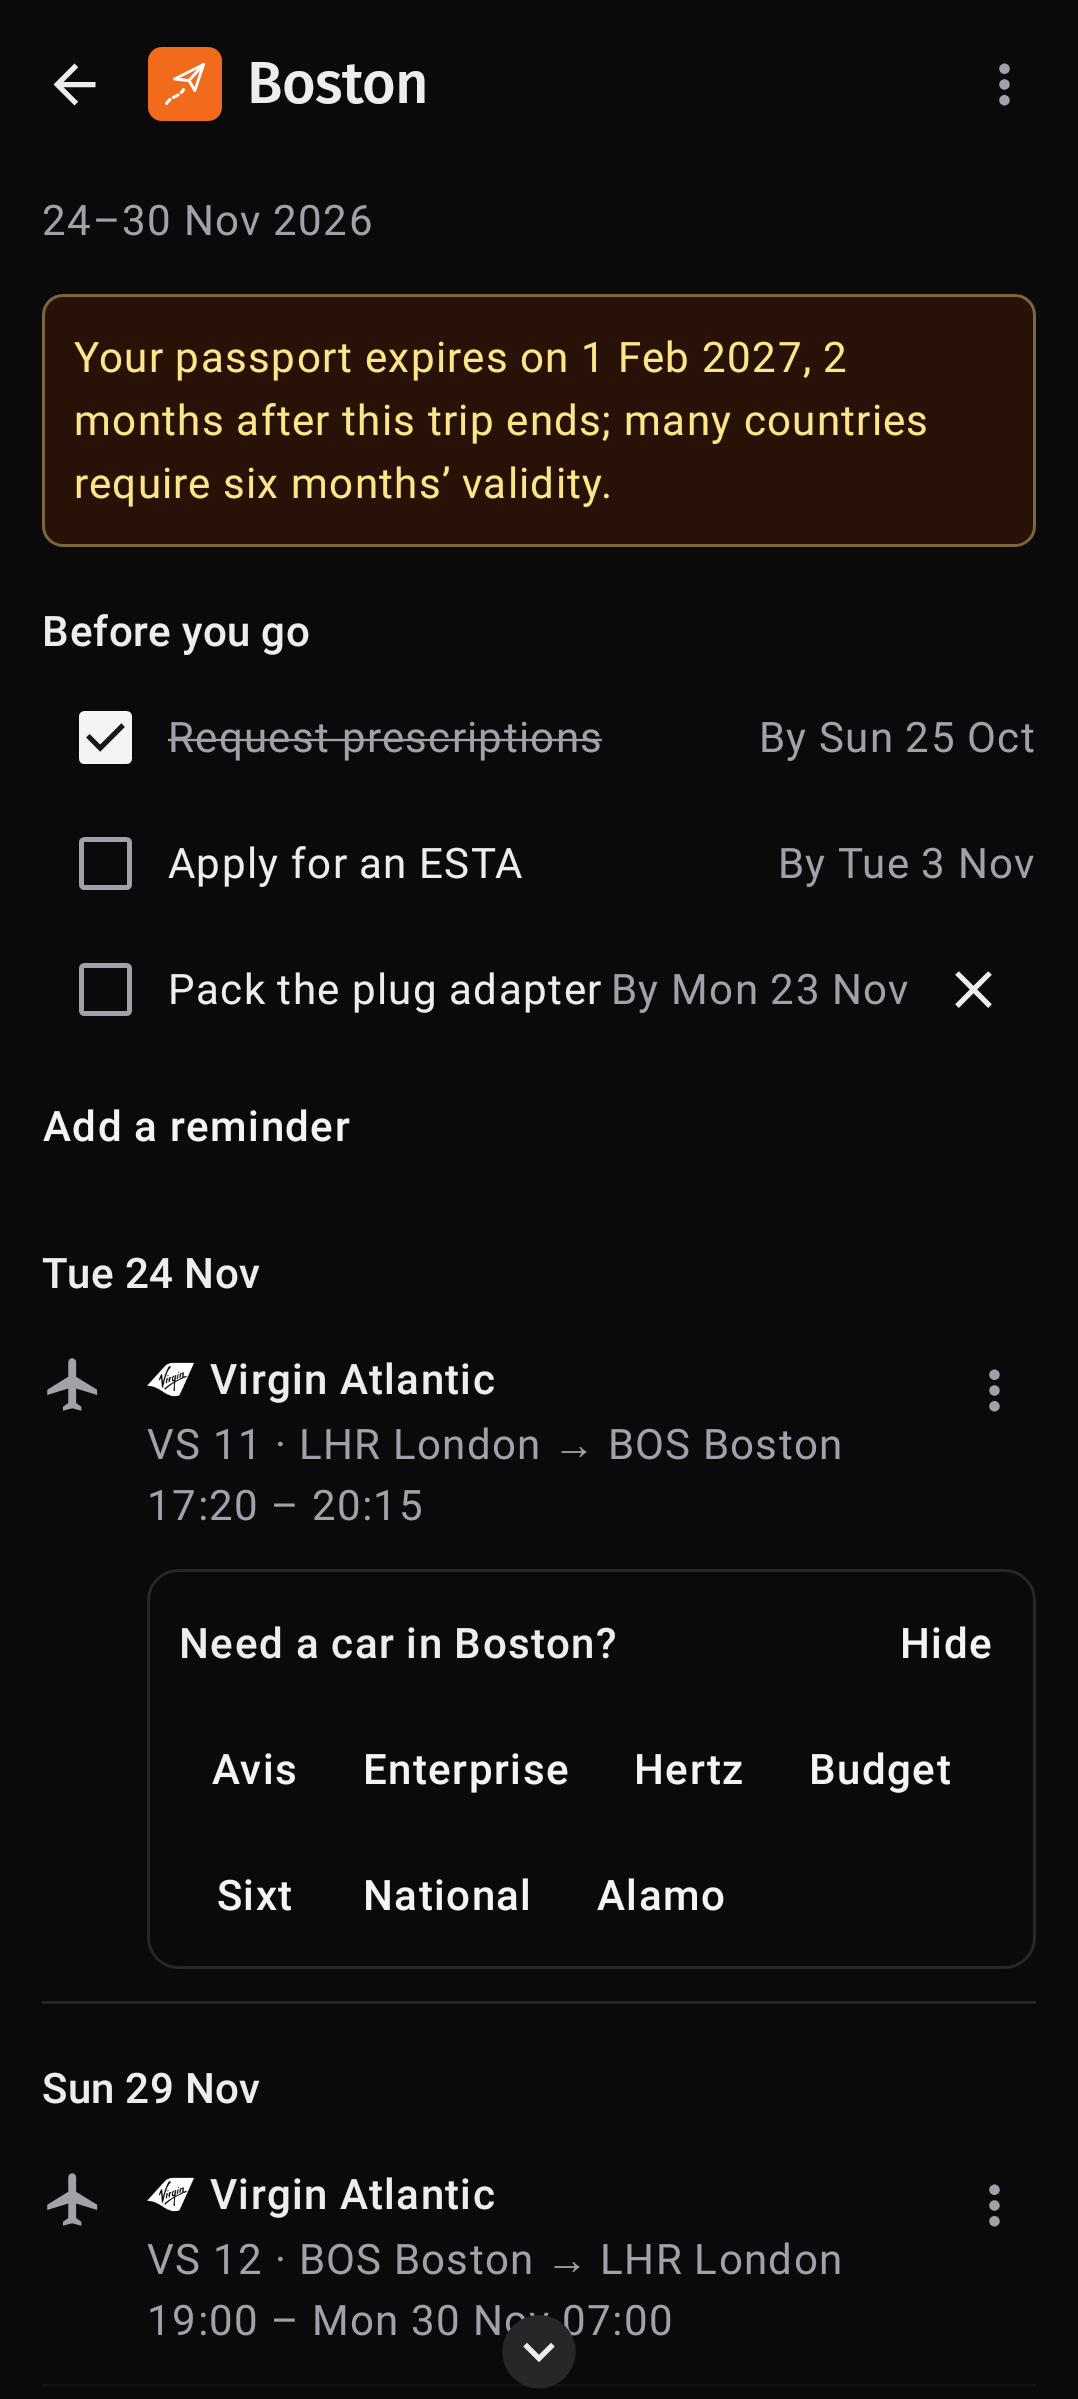 Boston
24–30 Nov 2026
Your passport expires on 1 Feb 2027, 2
months after this trip ends; many countries
require six months’ validity.
Before you go
Request prescriptions By Sun 25 Oct
Apply for an ESTA By Tue 3 Nov
Pack the plug adapter By Mon 23 Nov
Add a reminder
Tue 24 Nov
Virgin Virgin Atlantic
VS 11 · LHR London → BOS Boston
17:20 – 20:15
Need a car in Boston? Hide
Avis Enterprise Hertz Budget
Sixt National Alamo
Sun 29 Nov
Virgin Virgin Atlantic
VS 12 · BOS Boston → LHR London
19:00 – Mon 30 Nov 07:00